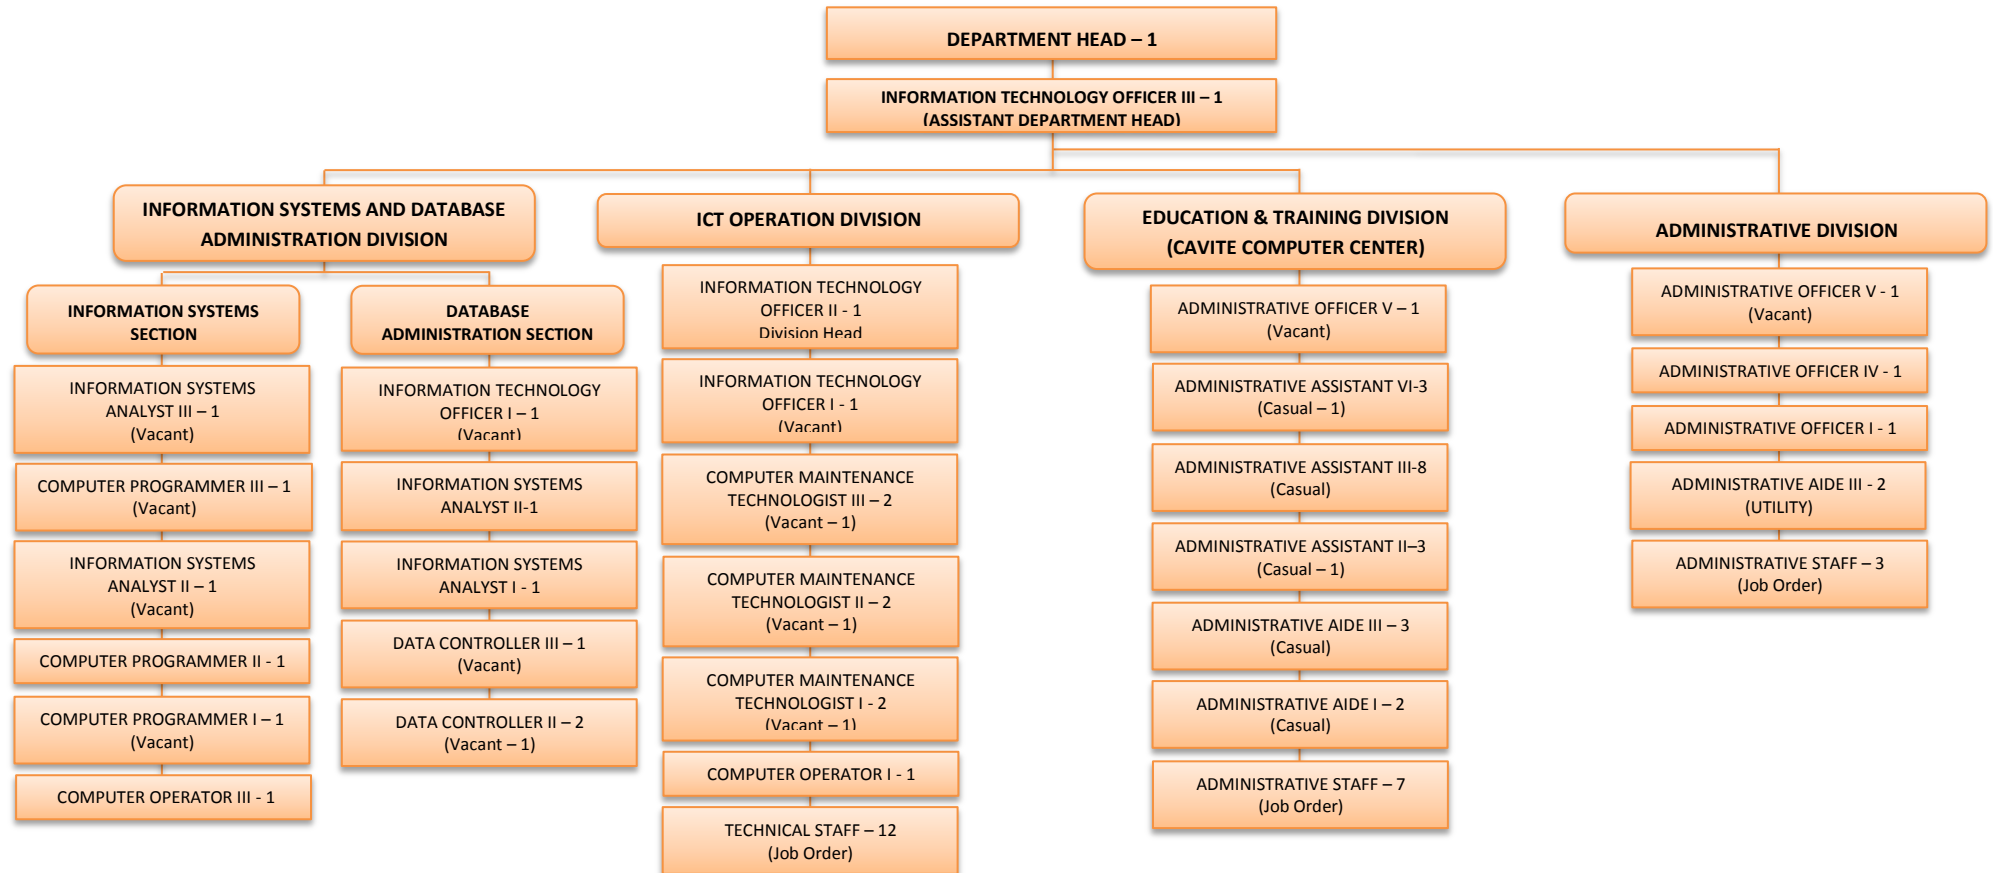 DEPARTMENT HEAD – 1
INFORMATION TECHNOLOGY OFFICER III – 1
(ASSISTANT DEPARTMENT HEAD)
INFORMATION SYSTEMS AND DATABASE
ADMINISTRATION DIVISION
INFORMATION SYSTEMS
SECTION
INFORMATION SYSTEMS
ANALYST III – 1
(Vacant)
COMPUTER PROGRAMMER III – 1
(Vacant)
INFORMATION SYSTEMS
ANALYST II – 1
(Vacant)
COMPUTER PROGRAMMER II - 1
COMPUTER PROGRAMMER I – 1
(Vacant)
COMPUTER OPERATOR III - 1
DATABASE
ADMINISTRATION SECTION
INFORMATION TECHNOLOGY
OFFICER I – 1
(Vacant)
INFORMATION SYSTEMS
ANALYST II-1
INFORMATION SYSTEMS
ANALYST I - 1
DATA CONTROLLER III – 1
(Vacant)
DATA CONTROLLER II – 2
(Vacant – 1)
ICT OPERATION DIVISION
INFORMATION TECHNOLOGY
OFFICER II - 1
Division Head
INFORMATION TECHNOLOGY
OFFICER I - 1
(Vacant)
COMPUTER MAINTENANCE
TECHNOLOGIST III – 2
(Vacant – 1)
COMPUTER MAINTENANCE
TECHNOLOGIST II – 2
(Vacant – 1)
COMPUTER MAINTENANCE
TECHNOLOGIST I - 2
(Vacant – 1)
COMPUTER OPERATOR I - 1
TECHNICAL STAFF – 12
(Job Order)
EDUCATION & TRAINING DIVISION
(CAVITE COMPUTER CENTER)
ADMINISTRATIVE OFFICER V – 1
(Vacant)
ADMINISTRATIVE ASSISTANT VI-3
(Casual – 1)
ADMINISTRATIVE ASSISTANT III-8
(Casual)
ADMINISTRATIVE ASSISTANT II–3
(Casual – 1)
ADMINISTRATIVE AIDE III – 3
(Casual)
ADMINISTRATIVE AIDE I – 2
(Casual)
ADMINISTRATIVE STAFF – 7
(Job Order)
ADMINISTRATIVE DIVISION
ADMINISTRATIVE OFFICER V - 1
(Vacant)
ADMINISTRATIVE OFFICER IV - 1
ADMINISTRATIVE OFFICER I - 1
ADMINISTRATIVE AIDE III - 2
(UTILITY)
ADMINISTRATIVE STAFF – 3
(Job Order)